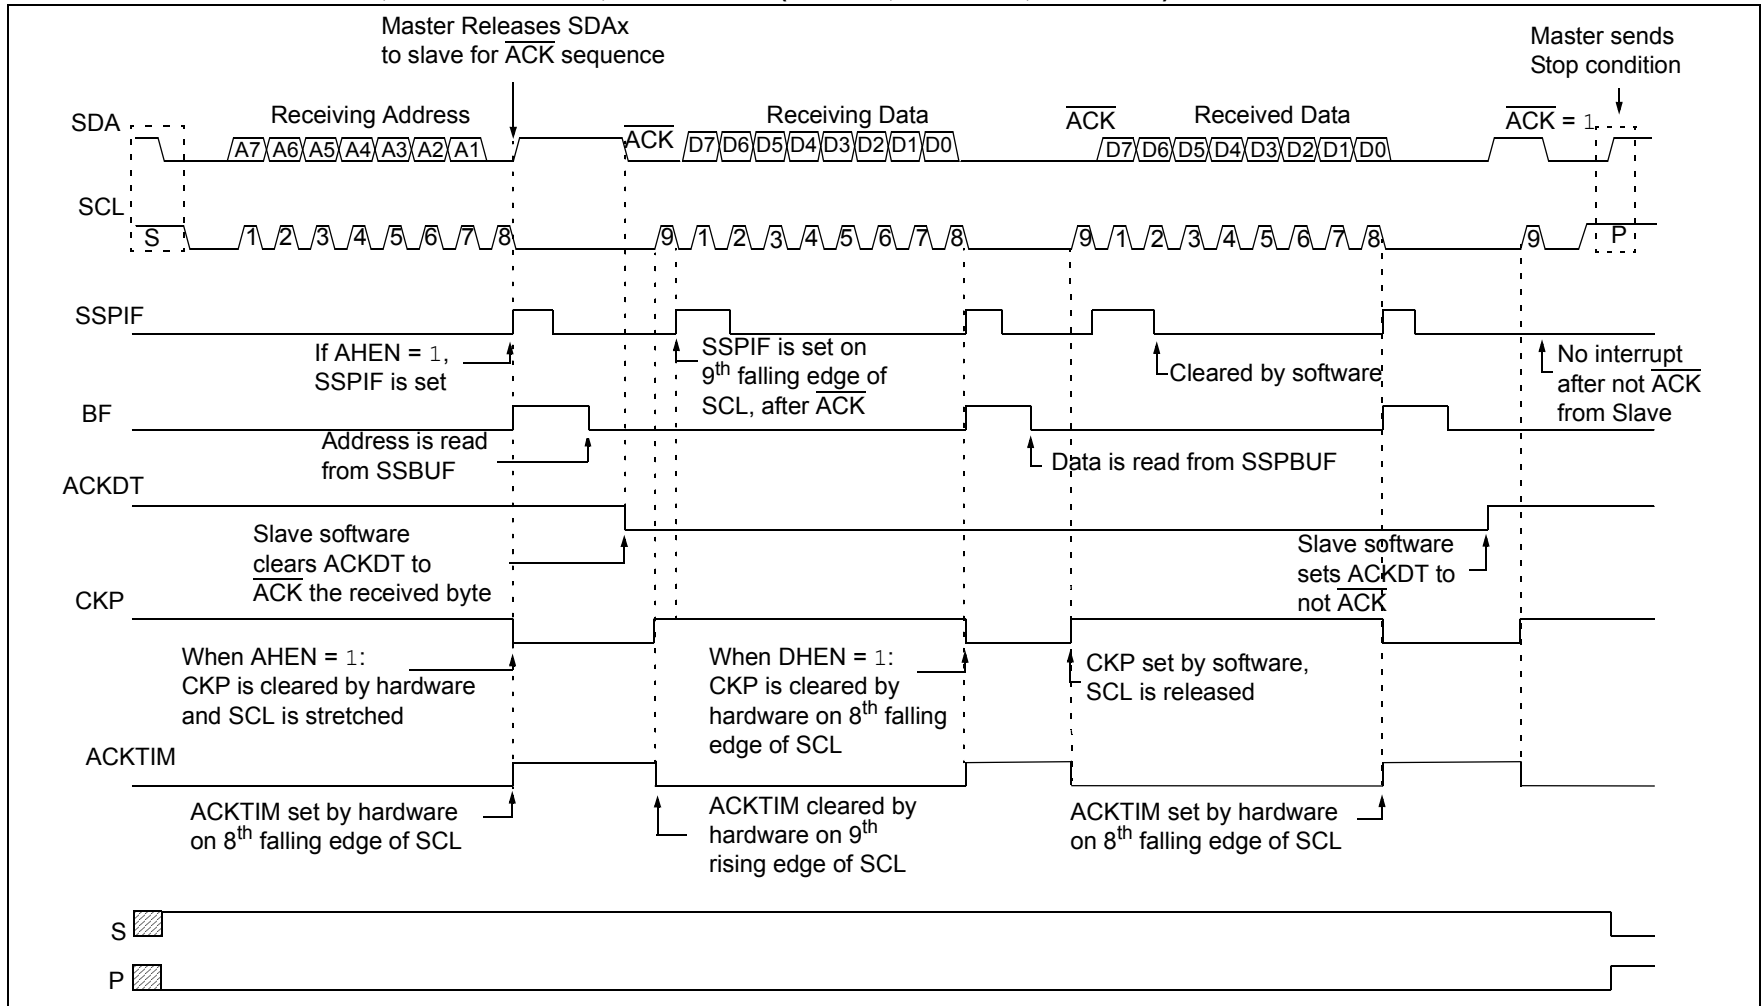 Master Releases SDAx
to slave for ACK sequence
Master sends
Stop condition
SDA
Receiving Address
A7 A6 A5 A4 A3 A2 A1
ACK
Receiving Data
D7 D6 D5 D4 D3 D2 D1 D0
ACK
Received Data
D7 D6 D5 D4 D3 D2 D1 D0
ACK = 1
SCL
S 1 2 3 4 5 6 7 8 9 1 2 3 4 5 6 7 8 9 1 2 3 4 5 6 7 8 9 P
SSPIF
If AHEN = 1,
SSPIF is set
SSPIF is set on
9th falling edge of
SCL, after ACK
Cleared by software
No interrupt
after not ACK
from Slave
BF
Address is read
from SSBUF
Data is read from SSPBUF
ACKDT
Slave software
clears ACKDT to
ACK the received byte
Slave software
sets ACKDT to
not ACK
CKP
When AHEN = 1:
CKP is cleared by hardware
and SCL is stretched
When DHEN = 1:
CKP is cleared by
hardware on 8th falling
edge of SCL
CKP set by software,
SCL is released
ACKTIM
ACKTIM set by hardware
on 8th falling edge of SCL
ACKTIM cleared by
hardware on 9th
rising edge of SCL
ACKTIM set by hardware
on 8th falling edge of SCL
S
P